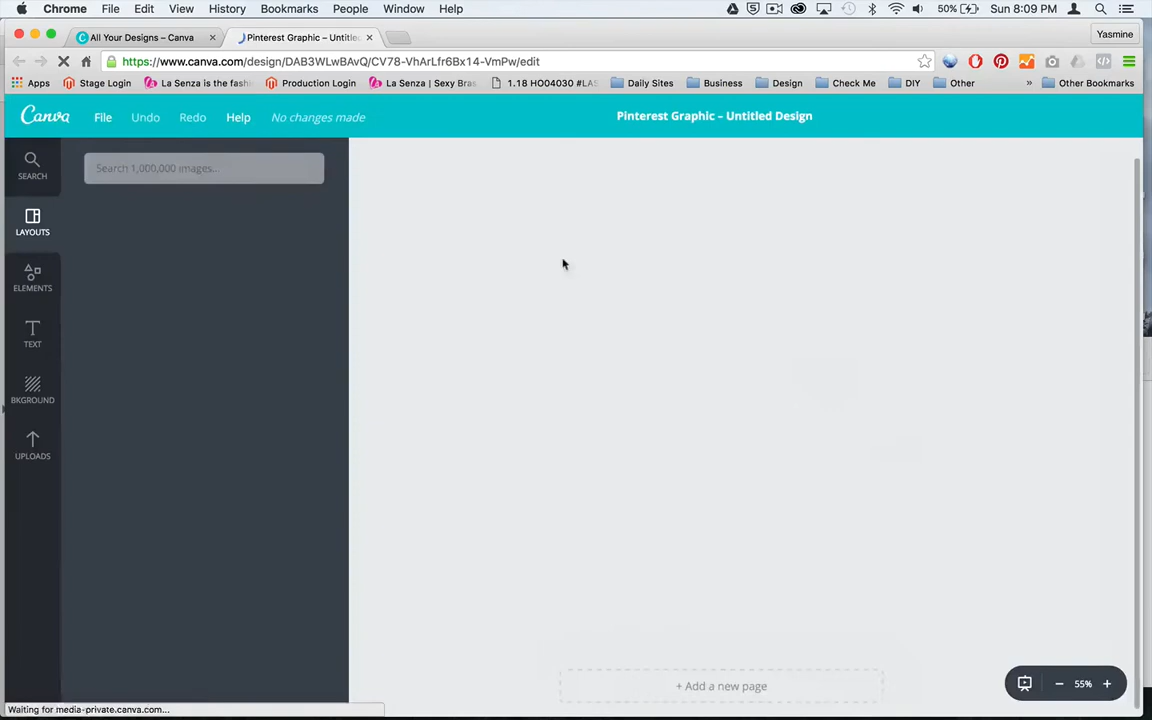 Chrome File Edit View History Bookmarks People Window Help 50% Sun 8:09 PM
All Your Designs – Canva Pinterest Graphic – Untitle Yasmine
https://www.canva.com/design/DAB3WLwBAvQ/CV78-VhArLfr6Bx14-VmPw/edit
Apps Stage Login La Senza is the fash Production Login La Senza | Sexy Bras 1.18 HO04030 #LAS Daily Sites Business Design Check Me DIY Other » Other Bookmarks
Canva File Undo Redo Help No changes made Pinterest Graphic – Untitled Design
Search 1,000,000 images...
SEARCH
LAYOUTS
ELEMENTS
TEXT
BKGROUND
UPLOADS
+ Add a new page
55%
Waiting for media-private.canva.com...